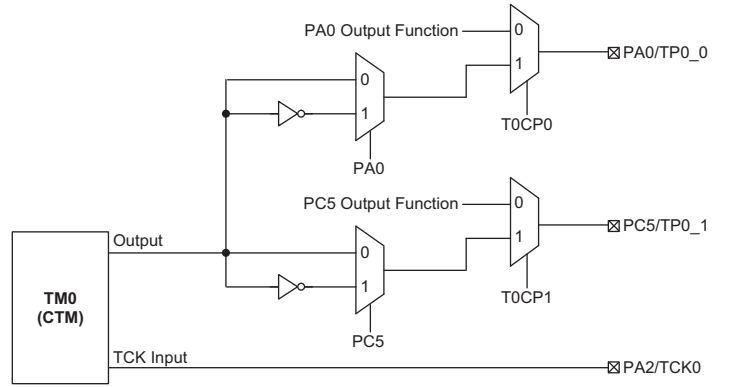 PA0 Output Function
0
1
PA0/TP0_0
T0CP0
0
1
PA0
PC5 Output Function
0
1
PC5/TP0_1
T0CP1
Output
0
1
PC5
TM0
(CTM)
TCK Input
PA2/TCK0